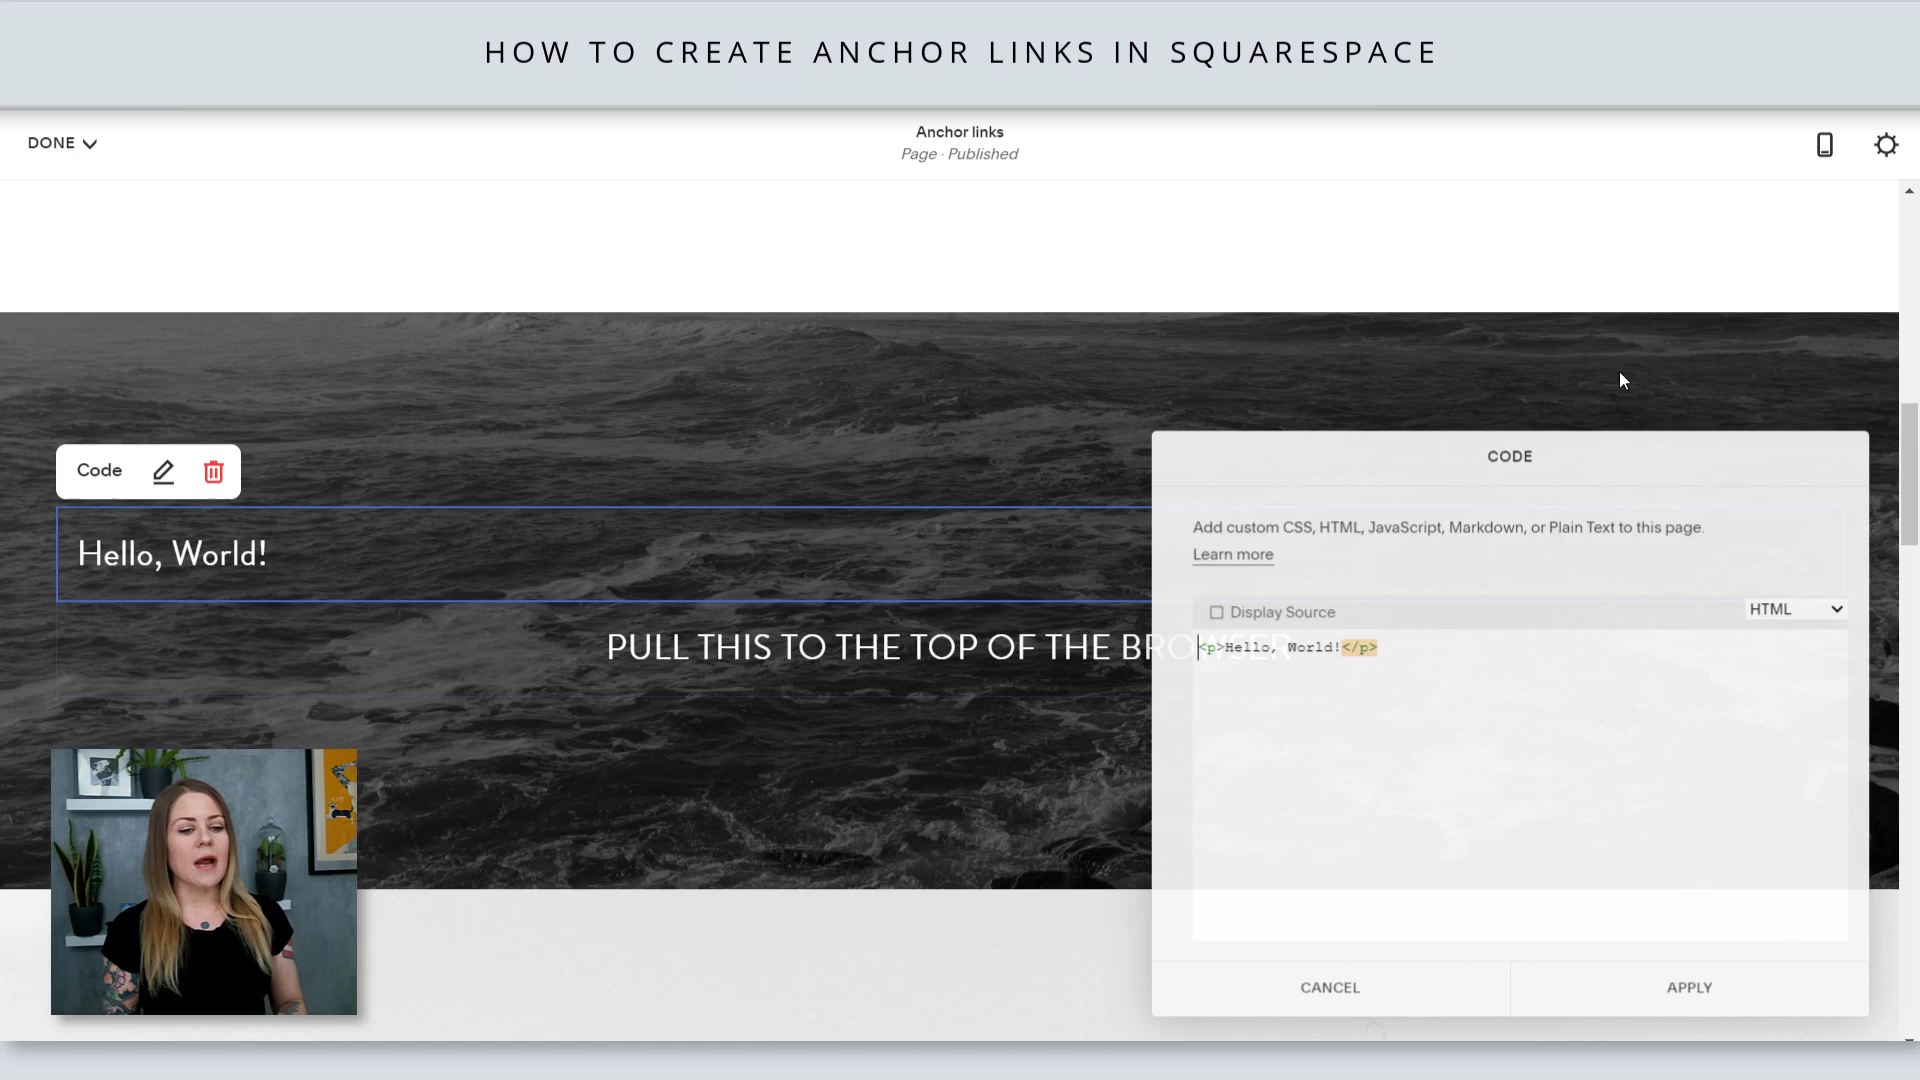 HOW TO CREATE ANCHOR LINKS IN SQUARESPACE
DONE
Anchor links
Page · Published
Code
Hello, World!
PULL THIS TO THE TOP OF THE BROWSER
CODE
Add custom CSS, HTML, JavaScript, Markdown, or Plain Text to this page.
Learn more
Display Source
HTML
<p>Hello, World!</p>
CANCEL
APPLY